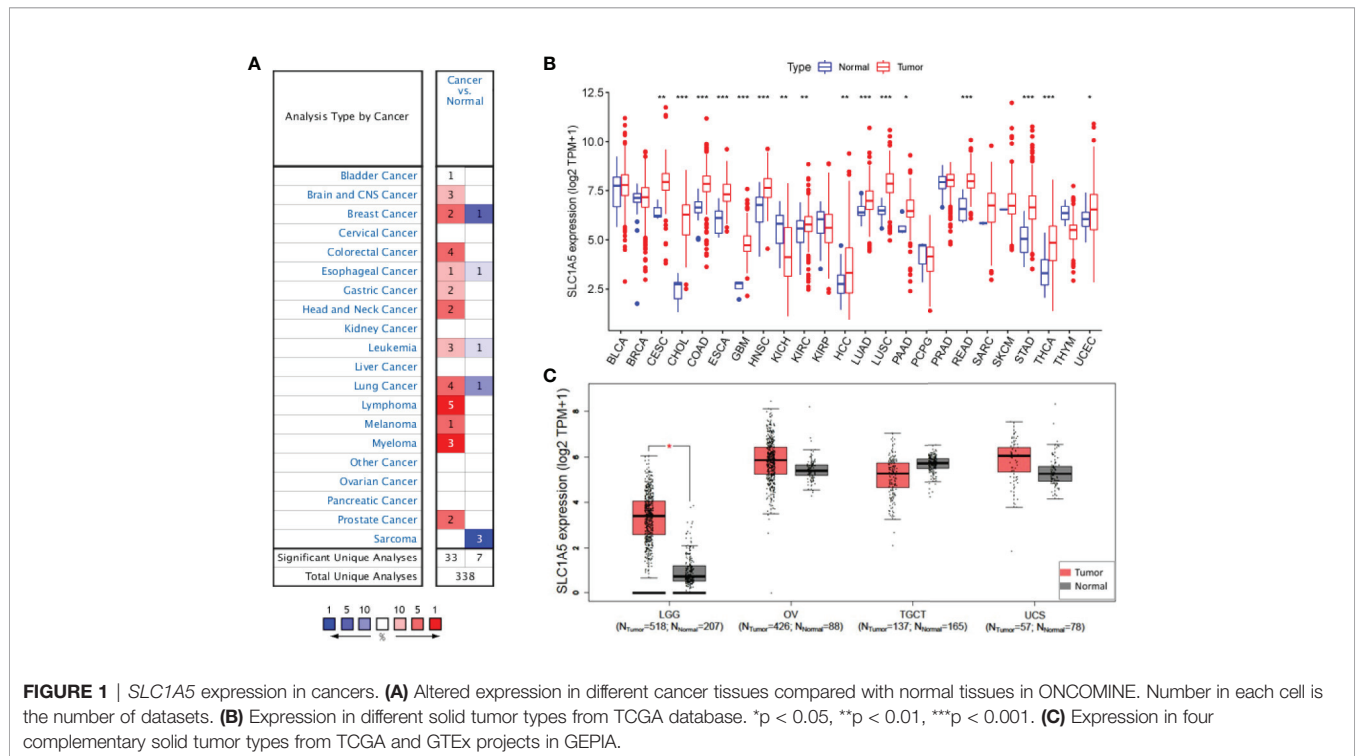 A
Analysis Type by Cancer
Cancer
vs.
Normal
Bladder Cancer 1
Brain and CNS Cancer 3
Breast Cancer 2 1
Cervical Cancer
Colorectal Cancer 4
Esophageal Cancer 1 1
Gastric Cancer 2
Head and Neck Cancer 2
Kidney Cancer
Leukemia 3 1
Liver Cancer
Lung Cancer 4 1
Lymphoma 5
Melanoma 1
Myeloma 3
Other Cancer
Ovarian Cancer
Pancreatic Cancer
Prostate Cancer 2
Sarcoma 3
Significant Unique Analyses 33 7
Total Unique Analyses 338
1 5 10 10 5 1
%
B
Type Normal Tumor
** *** *** *** *** *** ** ** ** *** *** * *** *** *** *
SLC1A5 expression (log2 TPM+1)
12.5
10.0
7.5
5.0
2.5
BLCA BRCA CESC CHOL COAD ESCA GBM HNSC KICH KIRC KIRP HCC LUAD LUSC PAAD PCPG PRAD READ SARC SKCM STAD THCA THYM UCEC
C
SLC1A5 expression (log2 TPM+1)
8
6
4
2
0
*
Tumor
Normal
LGG OV TGCT UCS
(NTumor=518; NNormal=207) (NTumor=426; NNormal=88) (NTumor=137; NNormal=165) (NTumor=57; NNormal=78)
FIGURE 1 | SLC1A5 expression in cancers. (A) Altered expression in different cancer tissues compared with normal tissues in ONCOMINE. Number in each cell is
the number of datasets. (B) Expression in different solid tumor types from TCGA database. *p < 0.05, **p < 0.01, ***p < 0.001. (C) Expression in four
complementary solid tumor types from TCGA and GTEx projects in GEPIA.